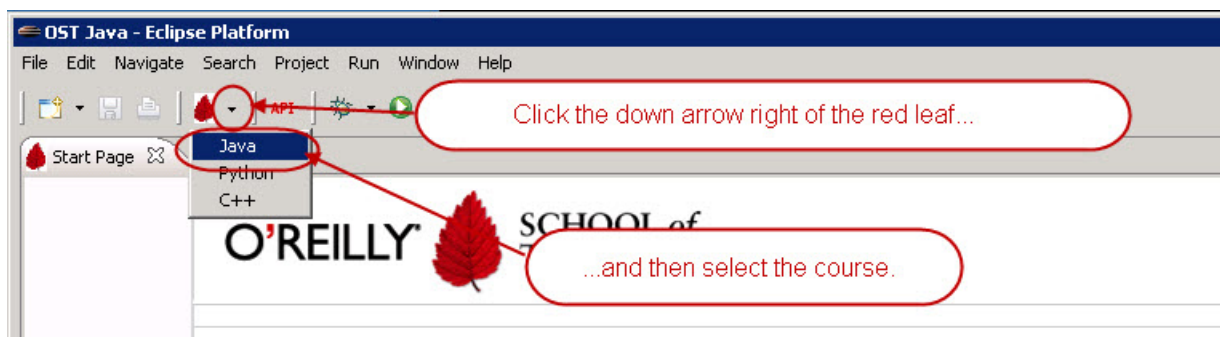 OST Java - Eclipse Platform
File Edit Navigate Search Project Run Window Help
API
Click the down arrow right of the red leaf...
Start Page
Java
Python
C++
O'REILLY
SCHOOL of
...and then select the course.